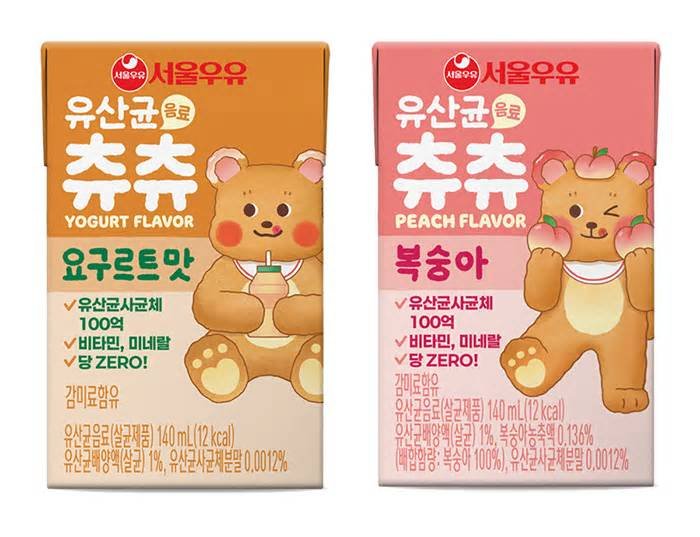 서울우유 서울우유
유산균 음료
츄츄
YOGURT FLAVOR
요구르트맛
✓유산균사균체
100억
✓비타민, 미네랄
✓당 ZERO!
감미료함유
유산균음료(살균제품) 140 mL(12 kcal)
유산균배양액(살균) 1%, 유산균사균체분말 0.0012%
서울우유 서울우유
유산균 음료
츄츄
PEACH FLAVOR
복숭아
✓유산균사균체
100억
✓비타민, 미네랄
✓당 ZERO!
감미료함유
유산균음료(살균제품) 140 mL(12 kcal)
유산균배양액(살균) 1%, 복숭아농축액 0.136%
(배합함량: 복숭아 100%), 유산균사균체분말 0.0012%